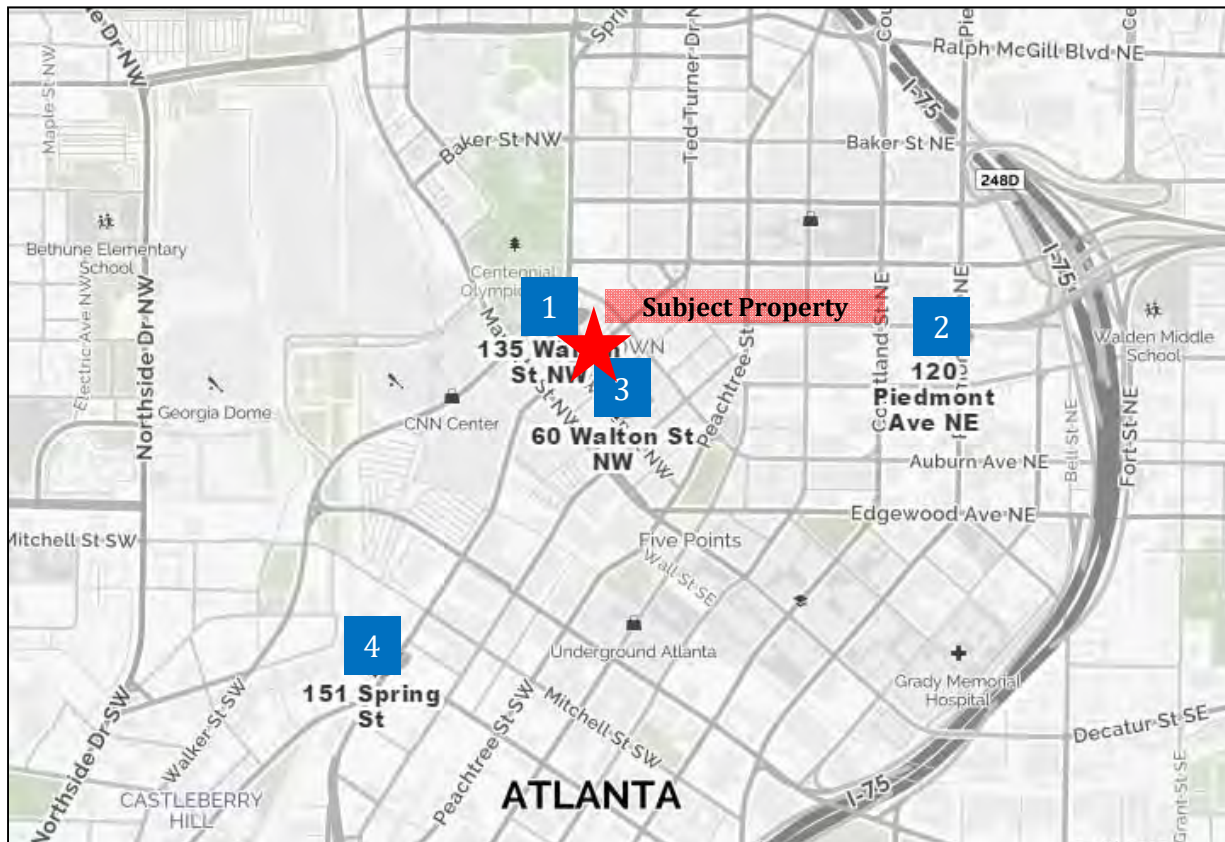 Ralph McGill Blvd NE
Maple St NW
Ted Turner Dr N
I-75
Baker St NW
Baker St NE
248D
Bethune Elementary
School
Centennial
I-75
1
Subject Property
2
Walden Middle
School
Electric Ave NW
Northside Dr NW
135
St NW
3
120
Piedmont
Ave NE
Georgia Dome
CNN Center
Peachtree St
60 Walton St
NW
Auburn Ave NE
Bell St NE
Fort St NE
Edgewood Ave NE
Mitchell St SW
Five Points
Wall St SE
4
Underground Atlanta
151 Spring
St
Grady Memorial
Hospital
Mitchell St SW
Decatur St SE
Walker St SW
Peachtree St SW
Northside Dr SW
ATLANTA
I-75
CASTLEBERRY
HILL
Grant St SE